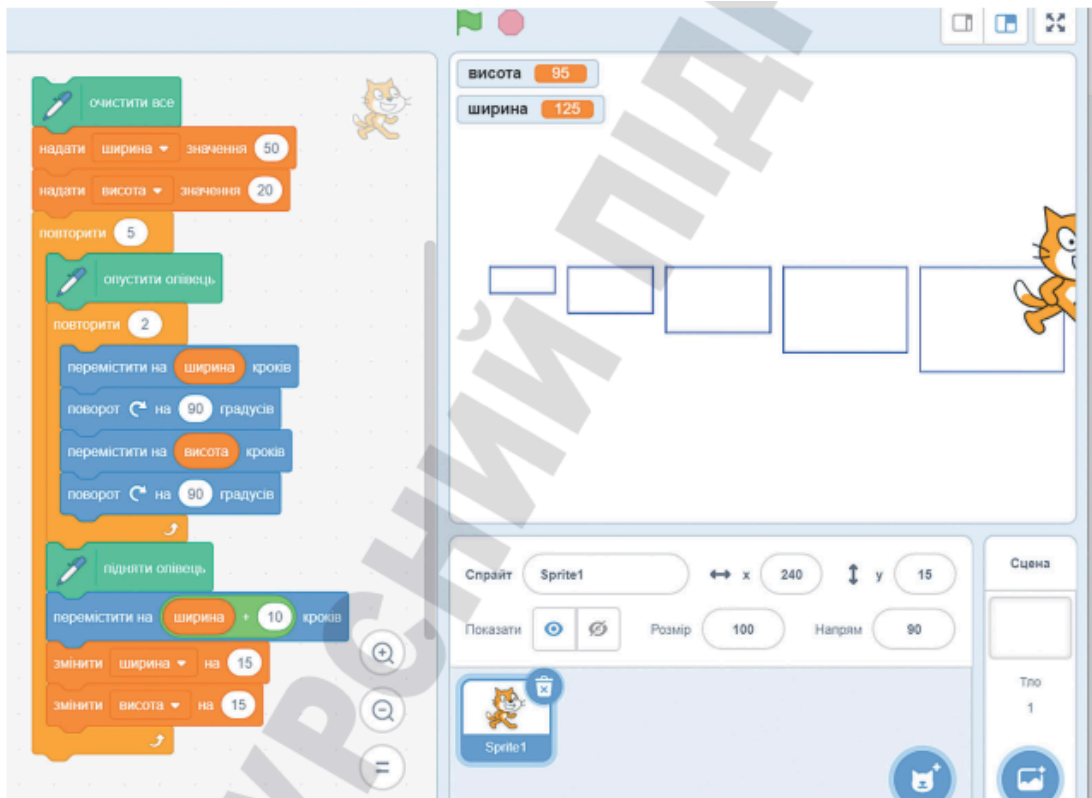 очистити все
надати ширина значення 50
надати висота значення 20
повторити 5
опустити олівець
повторити 2
перемістити на ширина кроків
поворот на 90 градусів
перемістити на висота кроків
поворот на 90 градусів
підняти олівець
перемістити на ширина + 10 кроків
змінити ширина на 15
змінити висота на 15
висота 95
ширина 125
Спрайт Sprite1 x 240 y 15
Показати Розмір 100 Напрям 90
Sprite1
Сцена
Тло
1